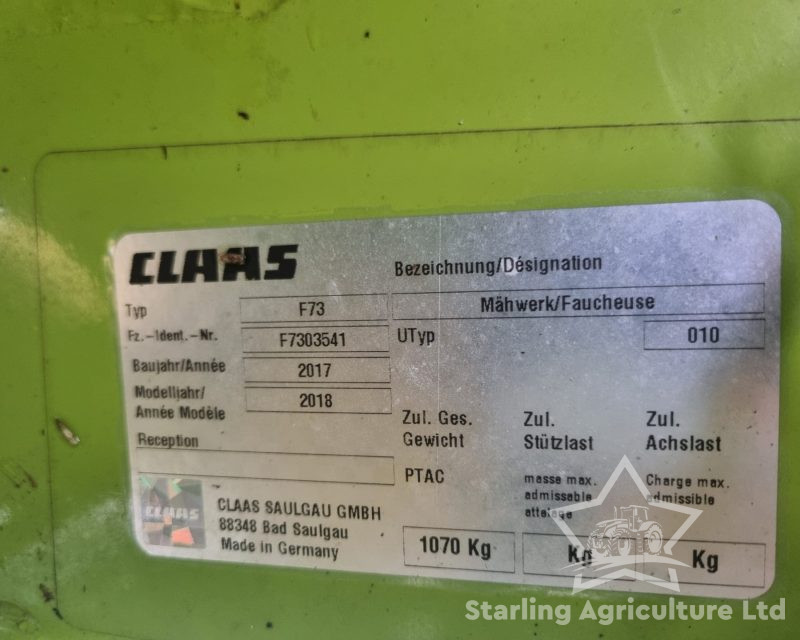 CLAAS
Bezeichnung/Désignation
Typ F73 Mähwerk/Faucheuse
Fz.-Ident.-Nr. F7303541 UTyp 010
Baujahr/Année 2017
Modelljahr/
Année Modèle 2018
Zul. Ges. Gewicht
Zul. Stützlast
Zul. Achslast
Reception
PTAC
masse max. admissable attelage
Charge max. admissible
CLAAS
CLAAS SAULGAU GMBH
88348 Bad Saulgau
Made in Germany
1070 Kg Kg Kg
Starling Agriculture Ltd